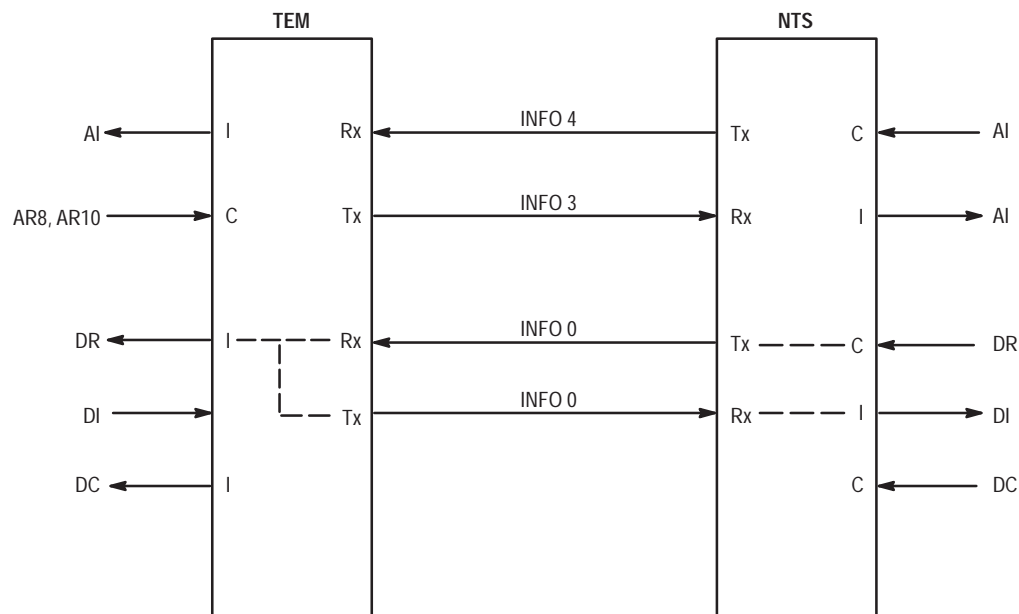 TEM NTS
AI I Rx INFO 4 Tx C AI
AR8, AR10 C Tx INFO 3 Rx I AI
DR I Rx INFO 0 Tx C DR
DI Tx INFO 0 Rx I DI
DC I C DC